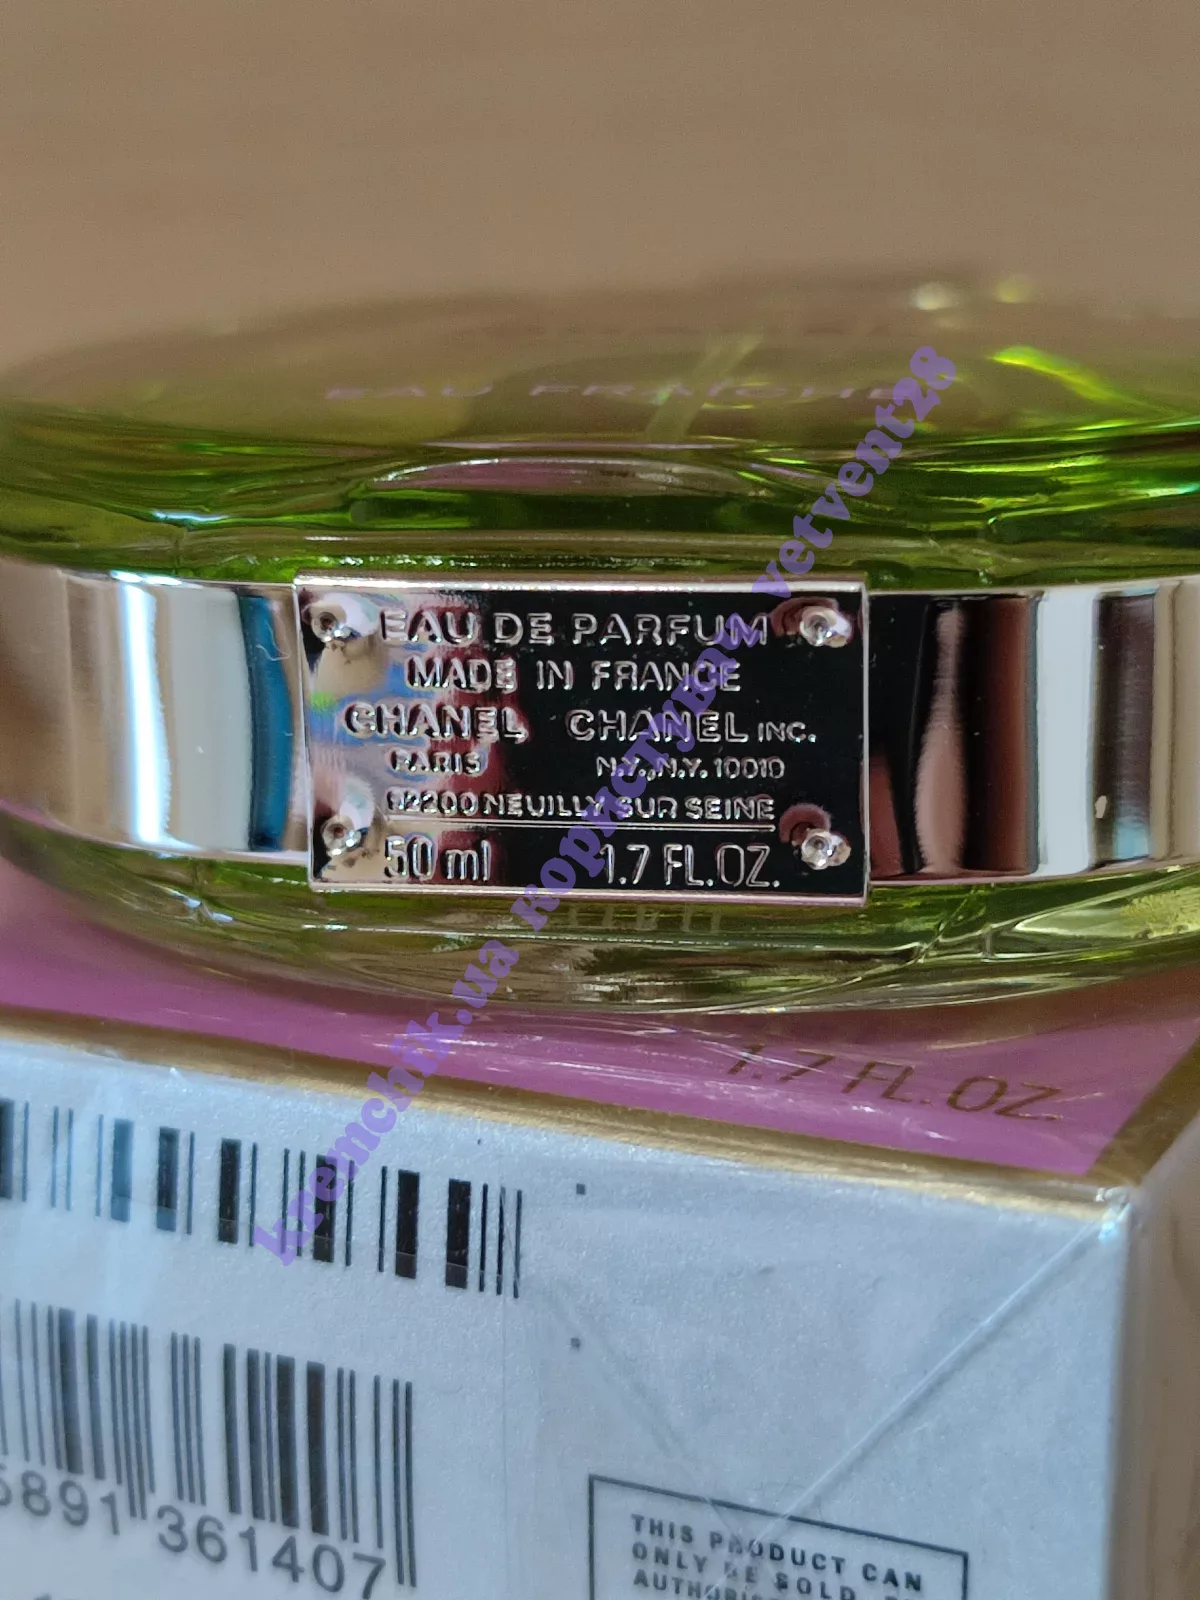 EAU FRAÎCHE
EAU DE PARFUM
MADE IN FRANCE
CHANEL CHANEL INC.
PARIS N.Y., N.Y. 10010
92200 NEUILLY SUR SEINE
50 ml 1.7 FL.OZ.
1.7 FL.OZ.
5891 361407
THIS PRODUCT CAN
ONLY BE SOLD
kremchik.ua користувач vetvent28